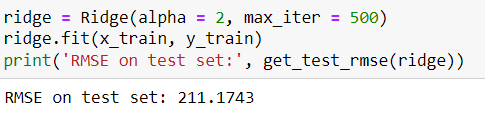 ridge = Ridge(alpha = 2, max_iter = 500)
ridge.fit(x_train, y_train)
print('RMSE on test set:', get_test_rmse(ridge))
RMSE on test set: 211.1743